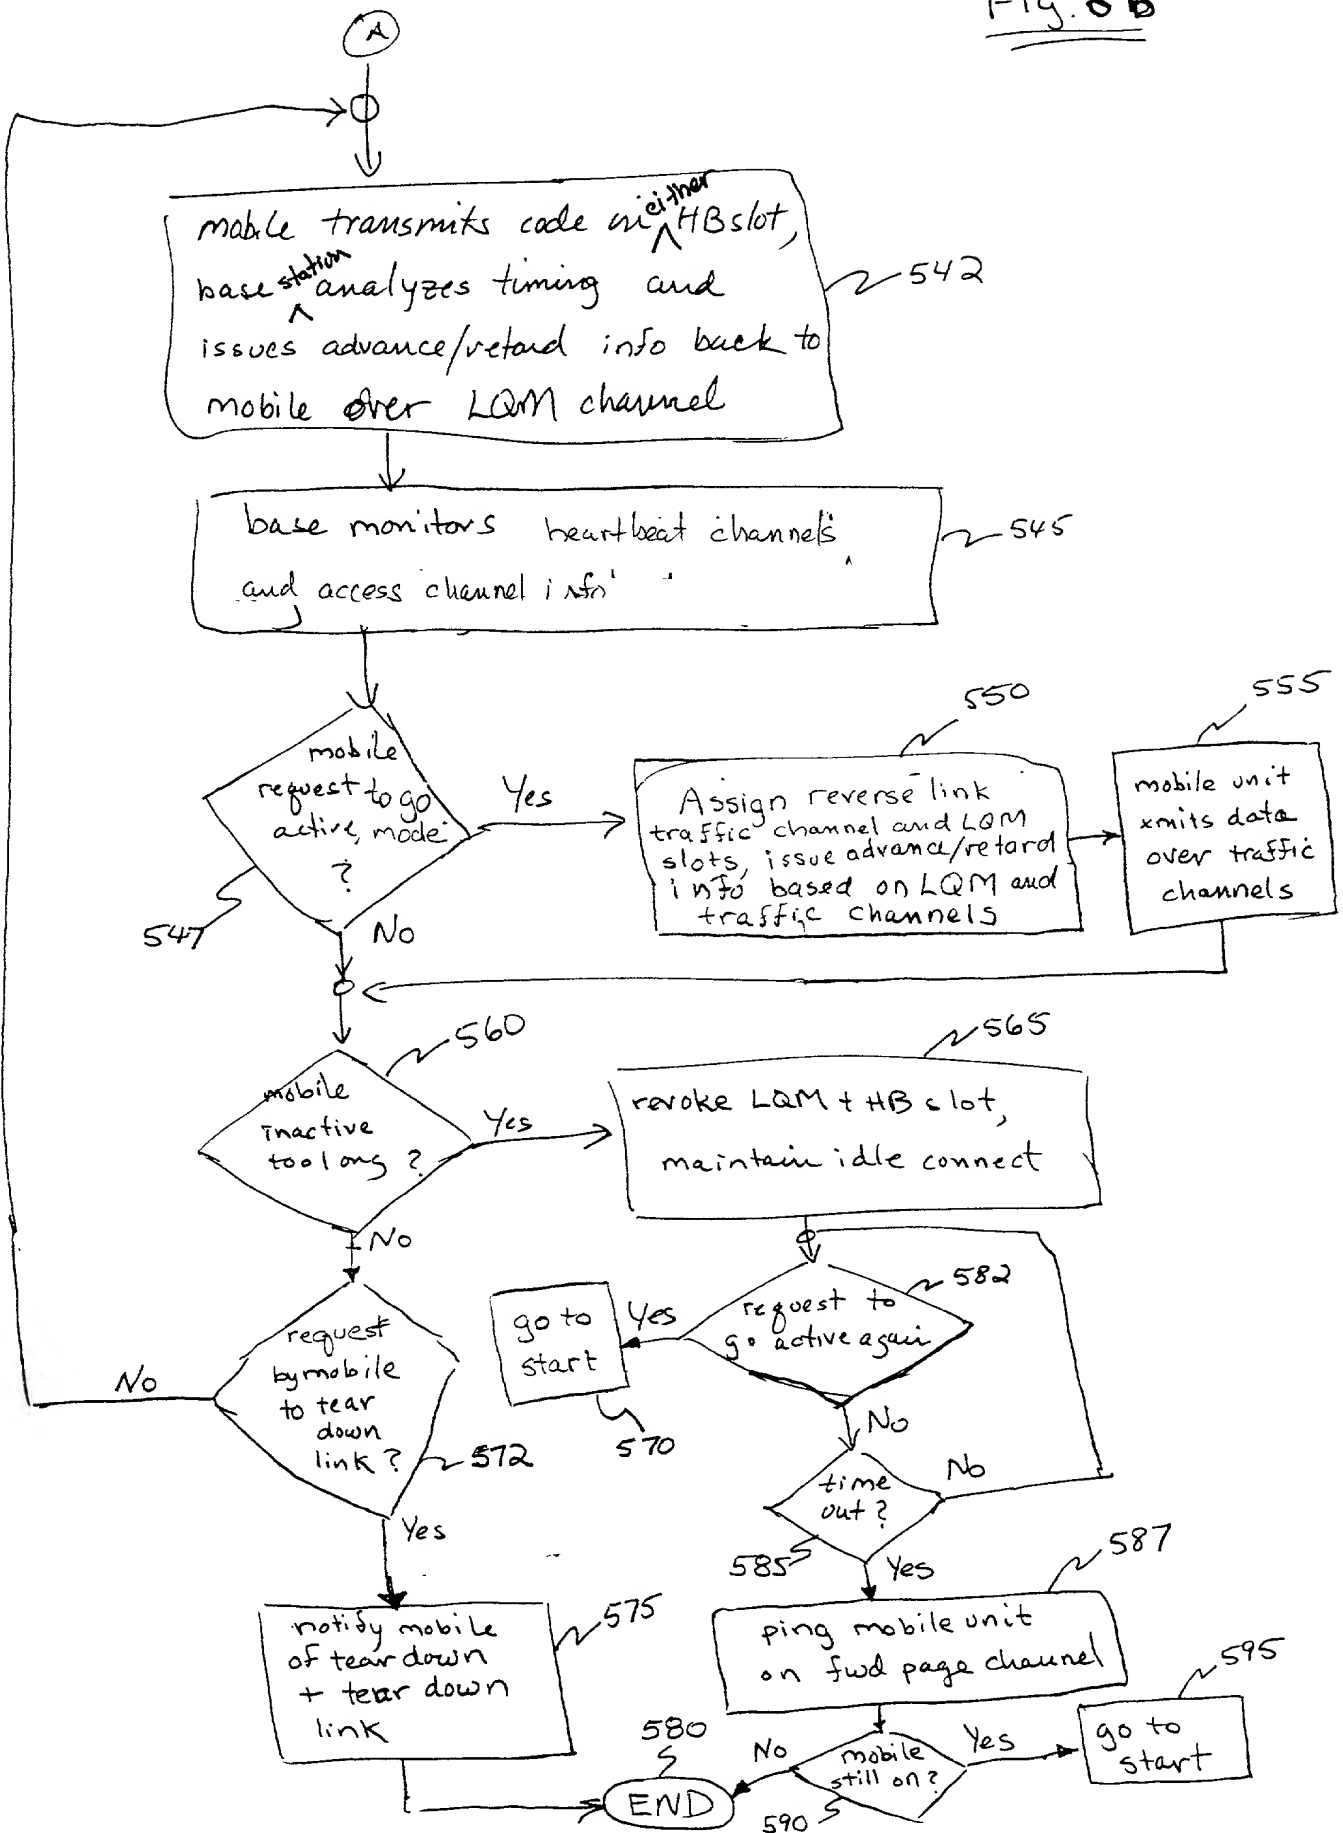 Fig. 8b
A
mobile transmits code on either HB slot,
base station analyzes timing and
issues advance/retard info back to
mobile over LQM channel
542
base monitors heartbeat channels
and access channel info
545
mobile
request to go
active mode
?
547
Yes
No
550
Assign reverse link
traffic channel and LQM
slots, issue advance/retard
info based on LQM and
traffic channels
555
mobile unit
xmits data
over traffic
channels
560
mobile
inactive
too long ?
Yes
No
565
revoke LQM + HB slot,
maintain idle connect
582
request to
go active again
Yes
go to
start
570
No
request
by mobile
to tear
down
link ?
572
No
Yes
time
out ?
585
No
Yes
587
ping mobile unit
on fwd page channel
notify mobile
of tear down
+ tear down
link
575
580
END
No
mobile
still on ?
590
Yes
595
go to
start